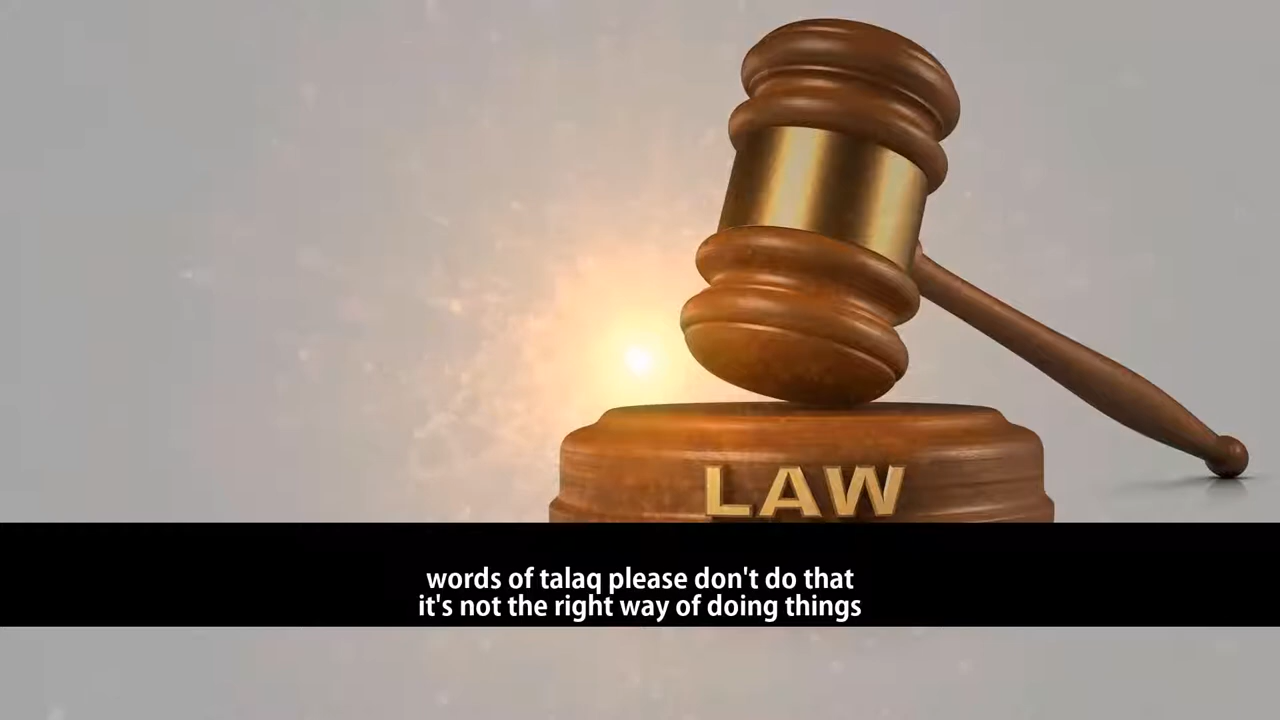 LAW
words of talaq please don't do that
it's not the right way of doing things